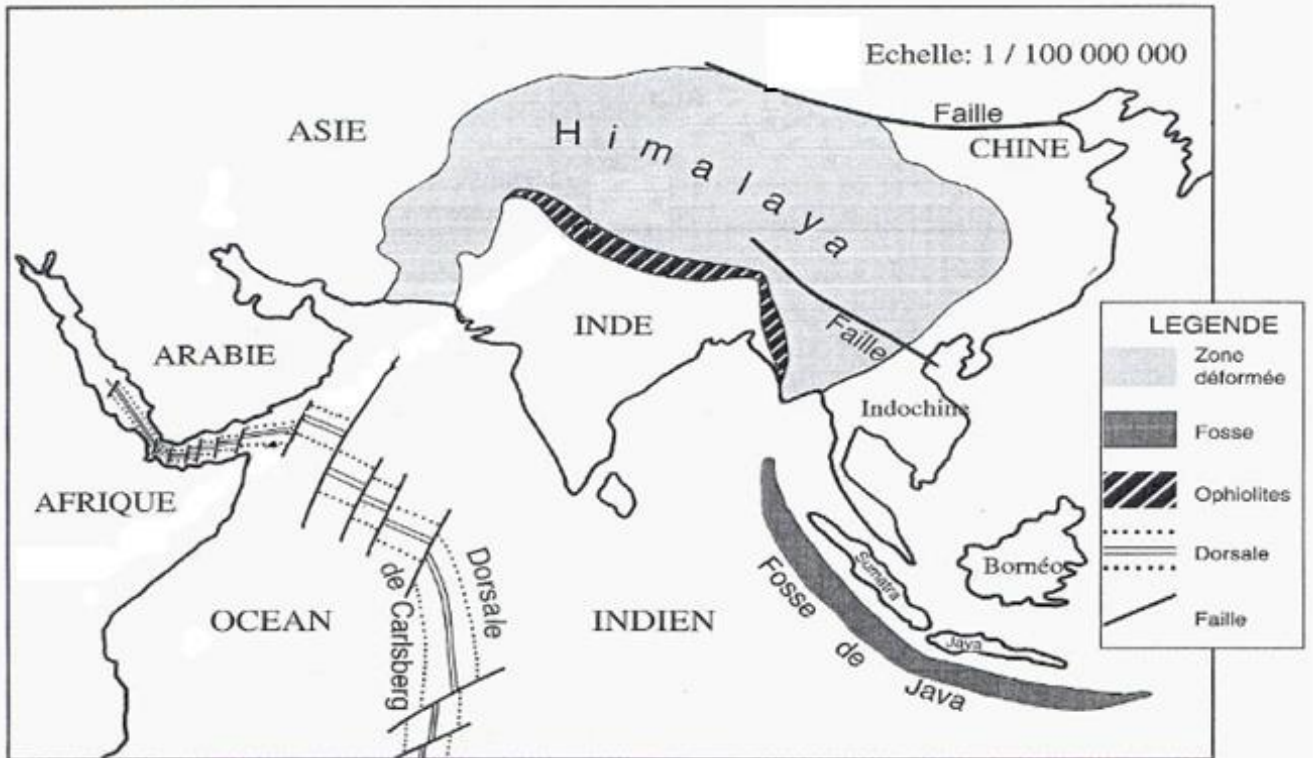 Echelle: 1 / 100 000 000
ASIE
Faille
CHINE
Himalaya
ARABIE
INDE
Faille
Indochine
AFRIQUE
OCEAN
INDIEN
Dorsale
de Carlsberg
Fosse de Java
Sumatra
Java
Bornéo
LEGENDE
Zone
déformée
Fosse
Ophiolites
Dorsale
Faille